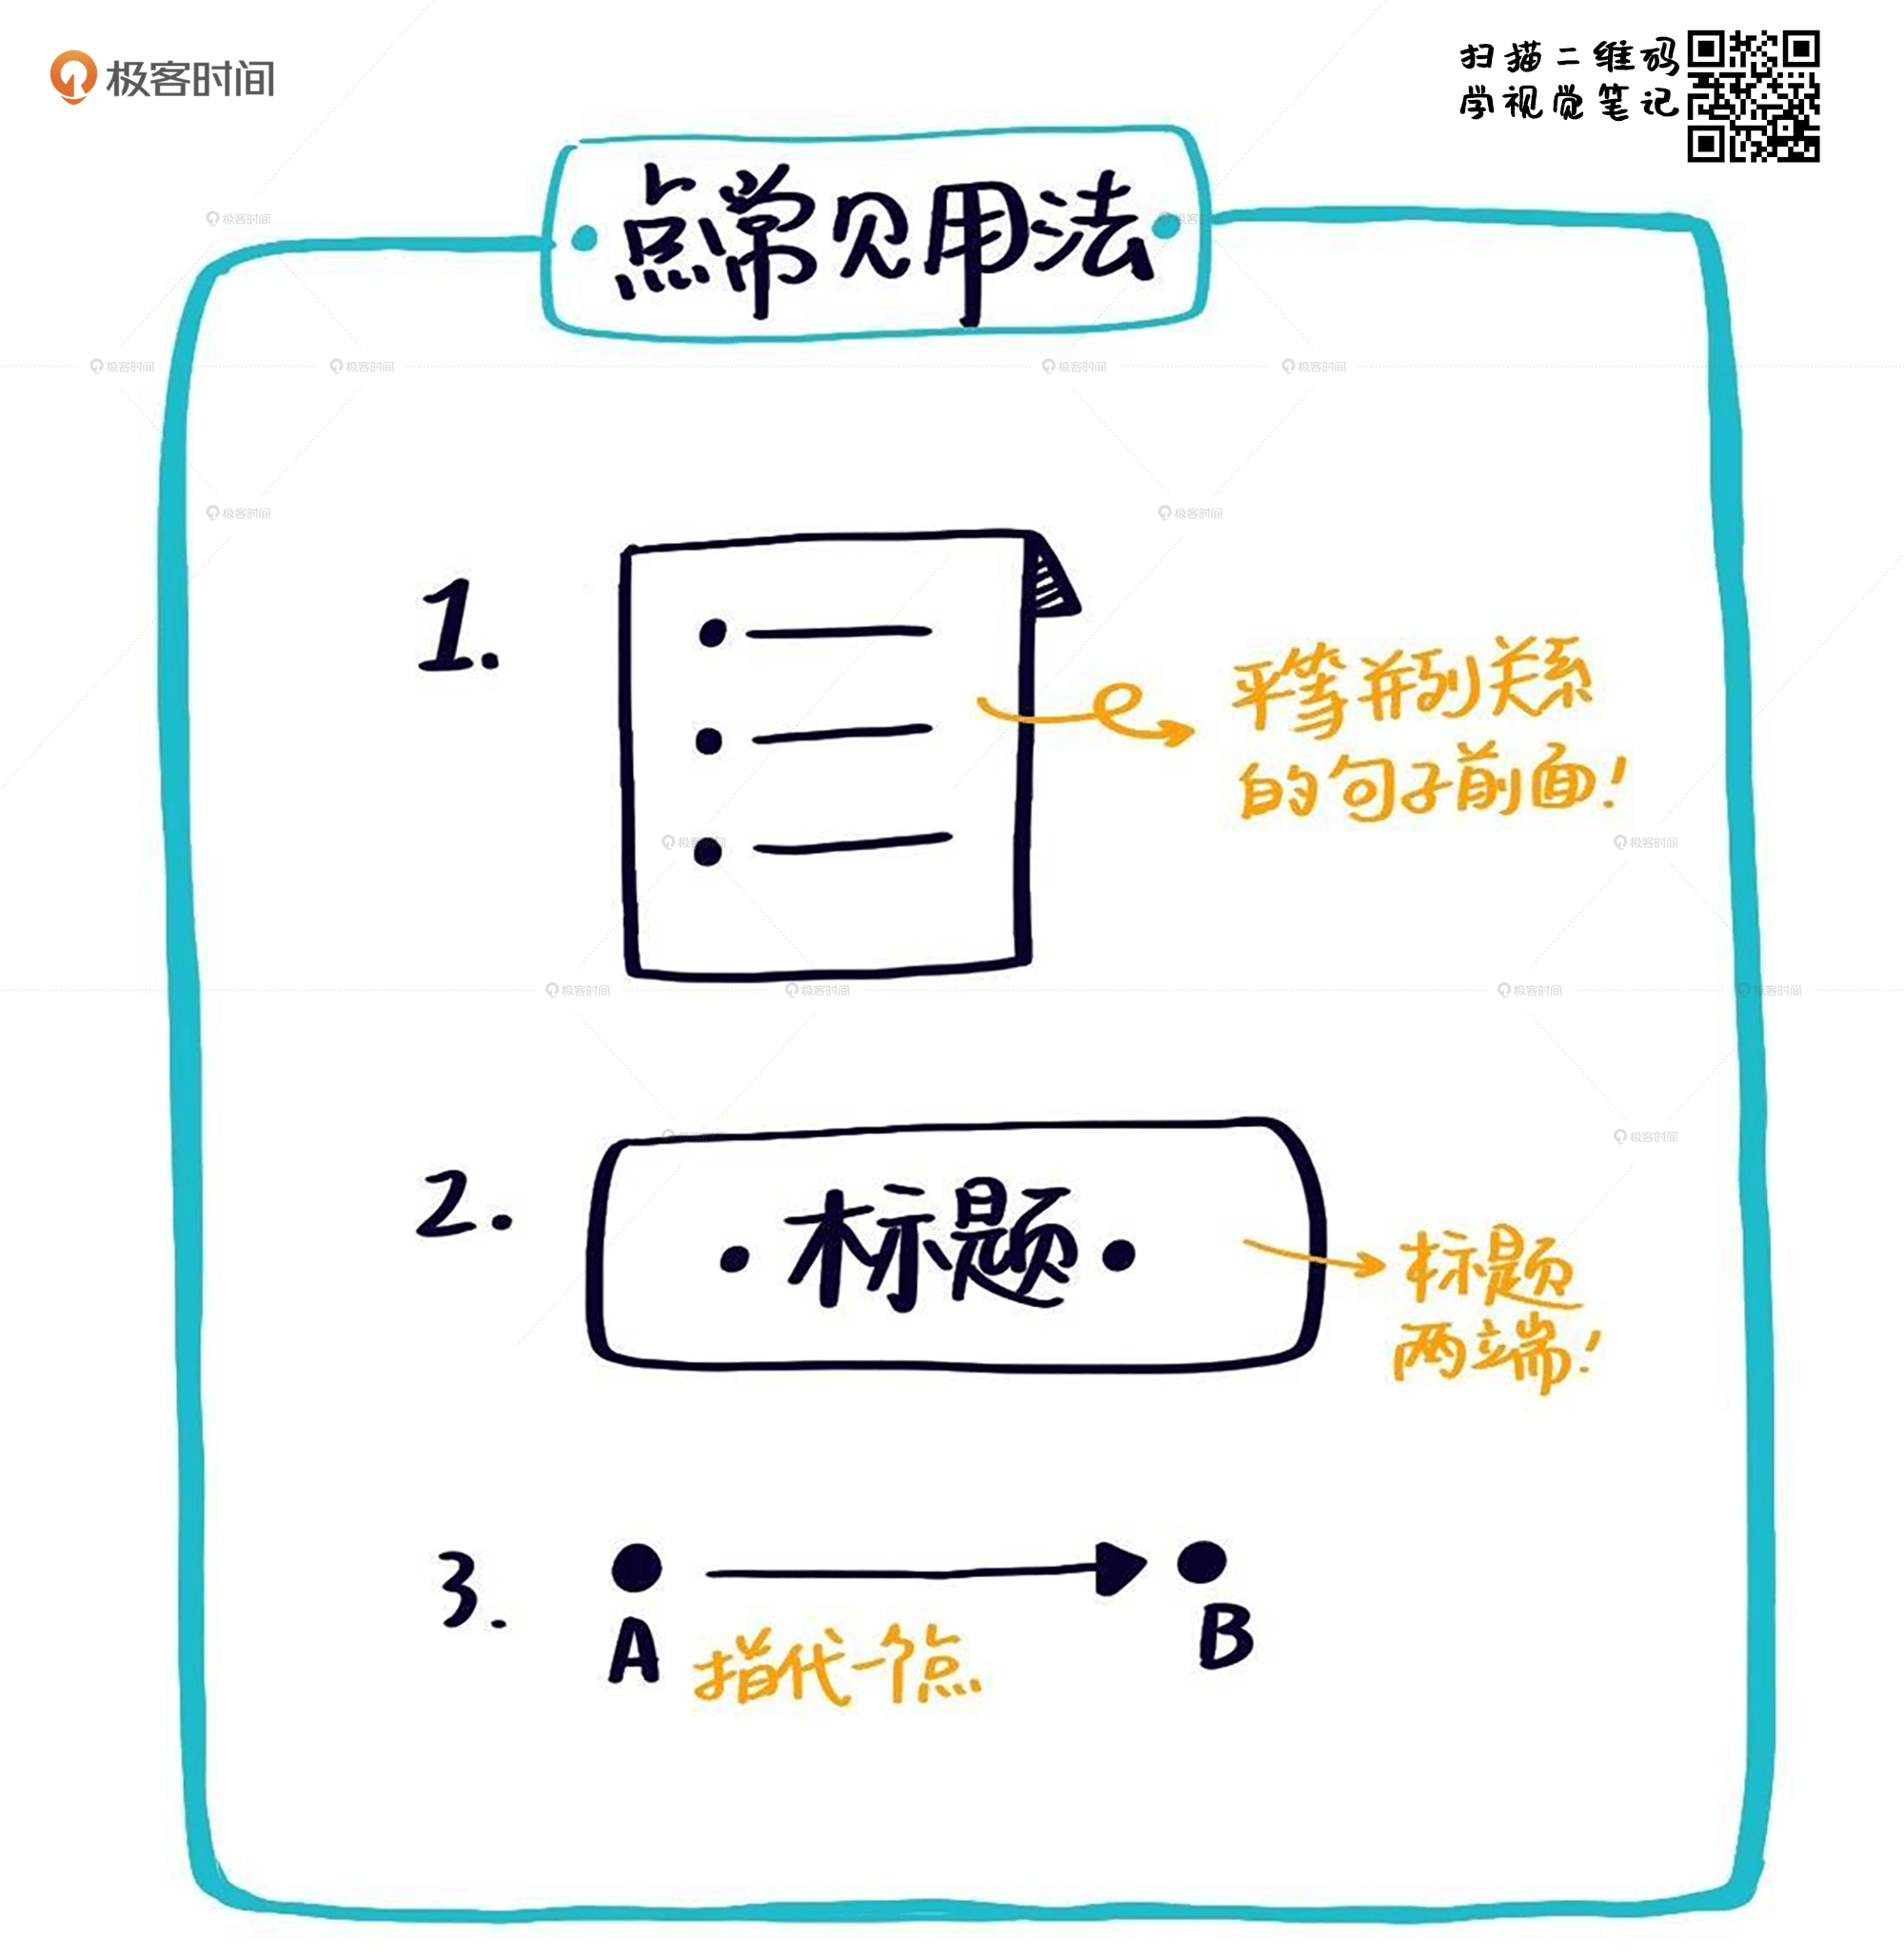 极客时间
扫描二维码
学视觉笔记
·点常见用法·
1.
平等并列关系
的句子前面！
2.
·标题·
标题
两端！
3.
A
指代一个点
B